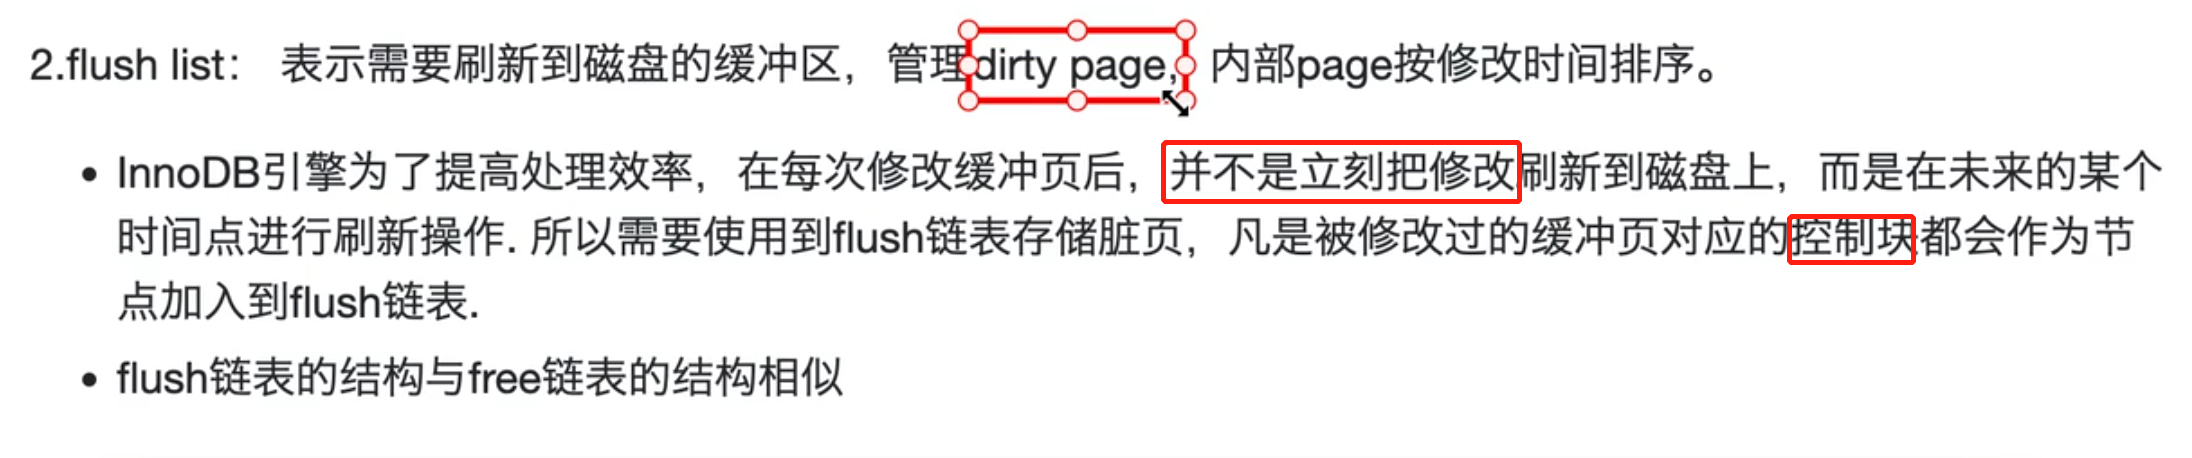 2.flush list： 表示需要刷新到磁盘的缓冲区，管理dirty page，内部page按修改时间排序。
• InnoDB引擎为了提高处理效率，在每次修改缓冲页后，并不是立刻把修改刷新到磁盘上，而是在未来的某个
时间点进行刷新操作. 所以需要使用到flush链表存储脏页，凡是被修改过的缓冲页对应的控制块都会作为节
点加入到flush链表.
• flush链表的结构与free链表的结构相似